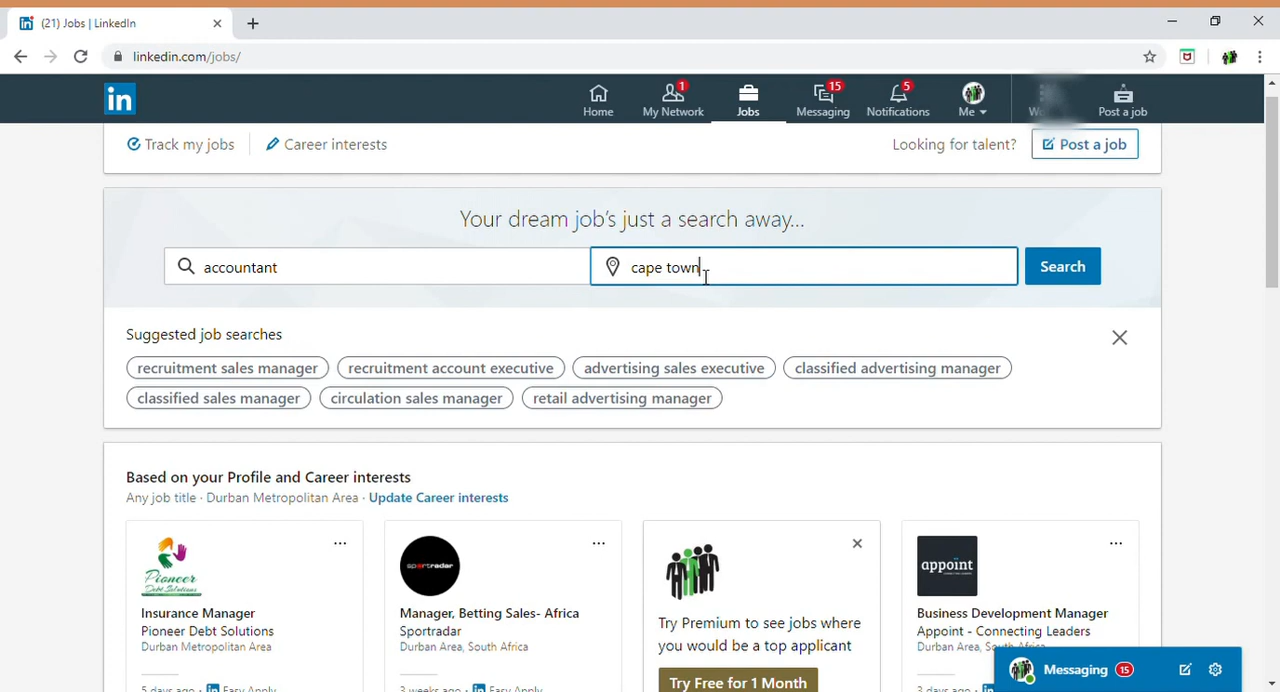 (21) Jobs | LinkedIn
linkedin.com/jobs/
in
Home
My Network 1
Jobs
Messaging 15
Notifications 5
Me
Post a job
Track my jobs
Career interests
Looking for talent?
Post a job
Your dream job's just a search away...
accountant
cape town
Search
Suggested job searches
recruitment sales manager
recruitment account executive
advertising sales executive
classified advertising manager
classified sales manager
circulation sales manager
retail advertising manager
Based on your Profile and Career interests
Any job title · Durban Metropolitan Area · Update Career interests
Pioneer
Debt Solutions
Insurance Manager
Pioneer Debt Solutions
Durban Metropolitan Area
5 days ago · in Easy Apply
sportradar
Manager, Betting Sales- Africa
Sportradar
Durban Area, South Africa
3 weeks ago · in Easy Apply
Try Premium to see jobs where
you would be a top applicant
Try Free for 1 Month
appoint
Business Development Manager
Appoint - Connecting Leaders
Durban Area,
3 days ago · in
Messaging 15